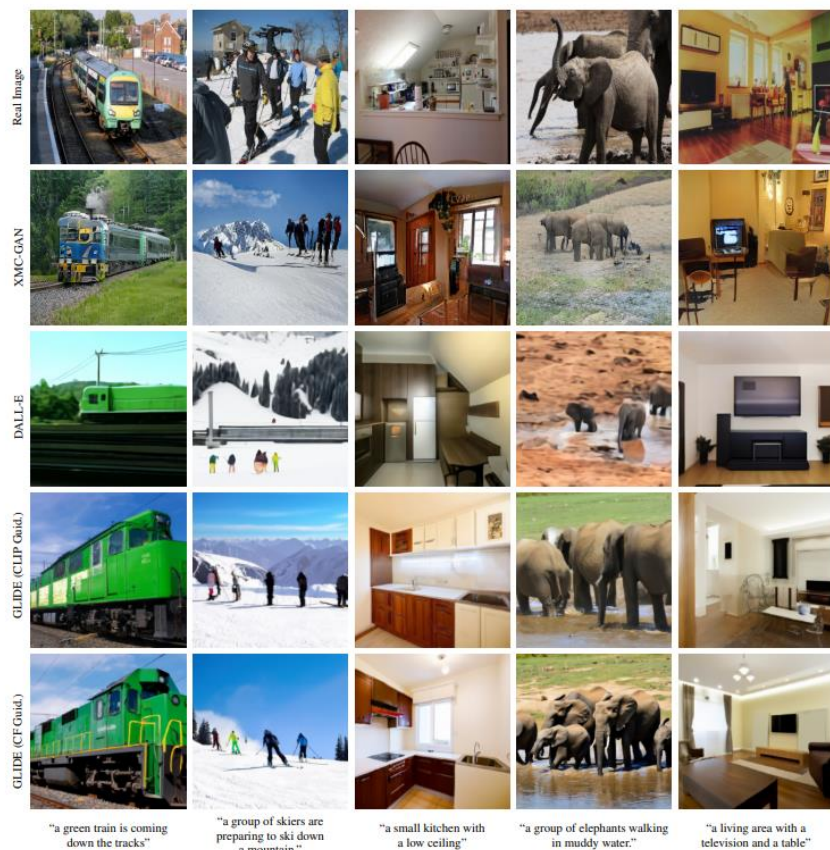 Real Image
XMC-GAN
DALL-E
GLIDE (CLIP Guid.)
GLIDE (CF Guid.)
“a green train is coming
down the tracks”
“a group of skiers are
preparing to ski down
a mountain.”
“a small kitchen with
a low ceiling”
“a group of elephants walking
in muddy water.”
“a living area with a
television and a table”